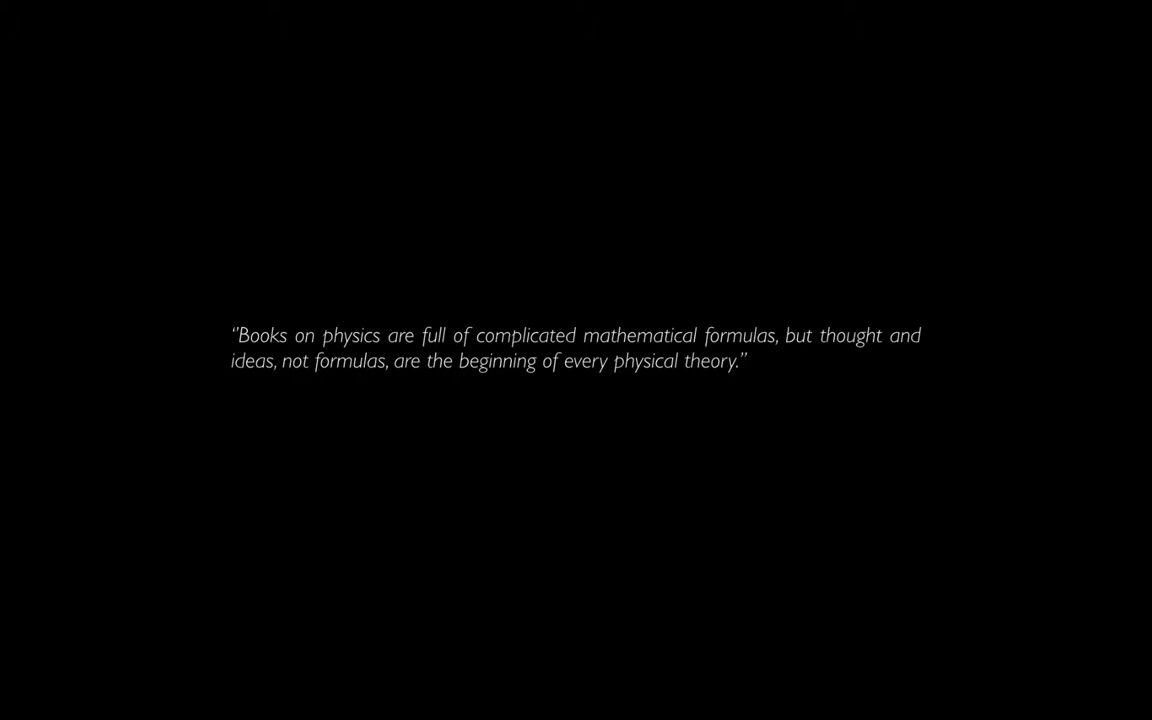 ‘’Books on physics are full of complicated mathematical formulas, but thought and
ideas, not formulas, are the beginning of every physical theory.’’